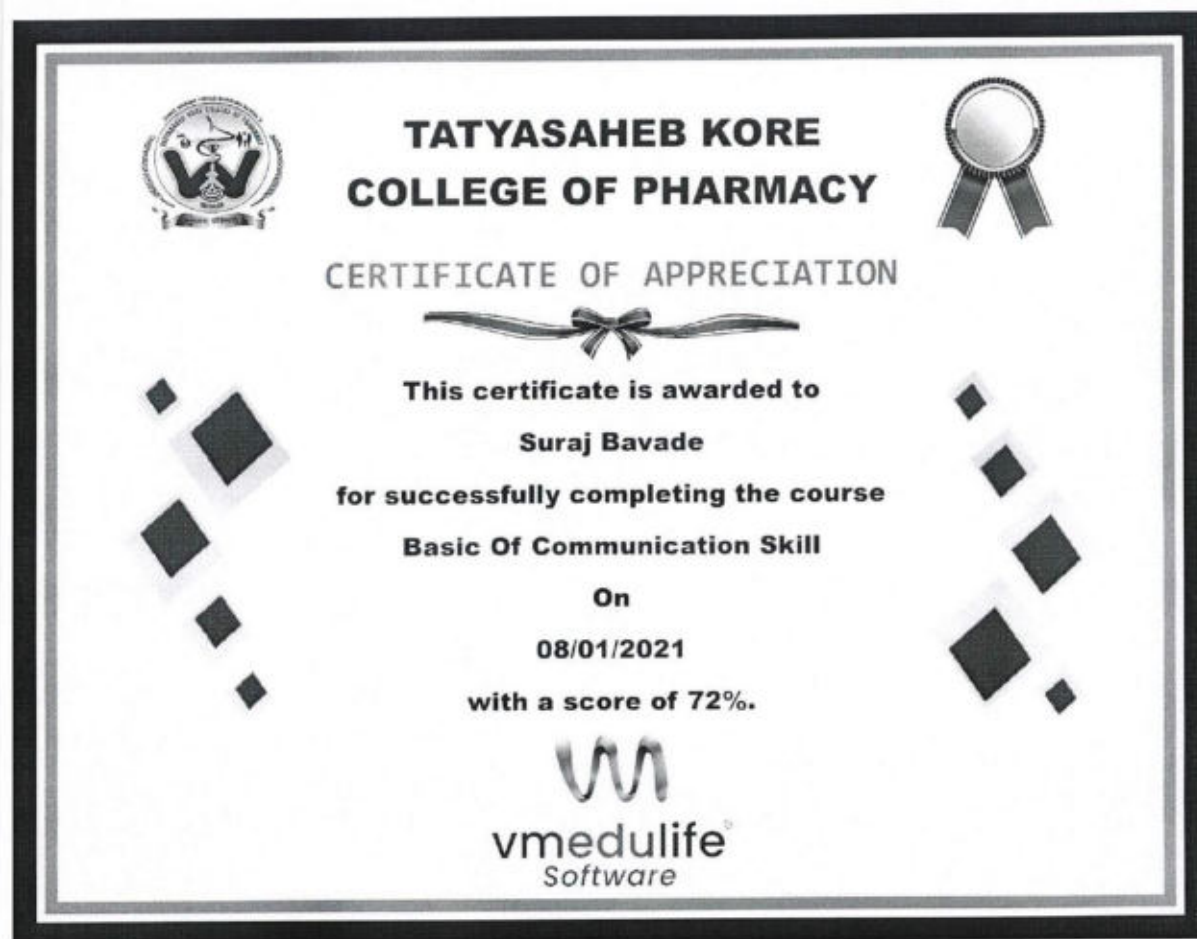 TATYASAHEB KORE
COLLEGE OF PHARMACY
CERTIFICATE OF APPRECIATION
This certificate is awarded to
Suraj Bavade
for successfully completing the course
Basic Of Communication Skill
On
08/01/2021
with a score of 72%.
vmedulife
Software